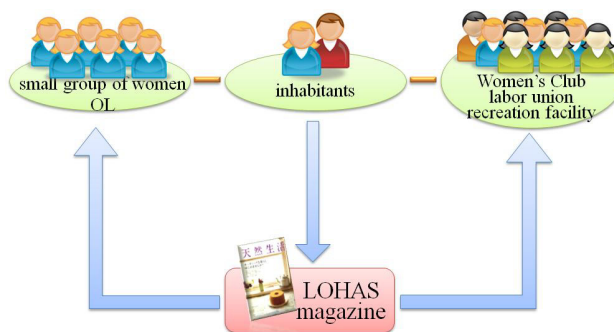 small group of women
OL
inhabitants
Women's Club
labor union
recreation facility
天然生活
LOHAS
magazine